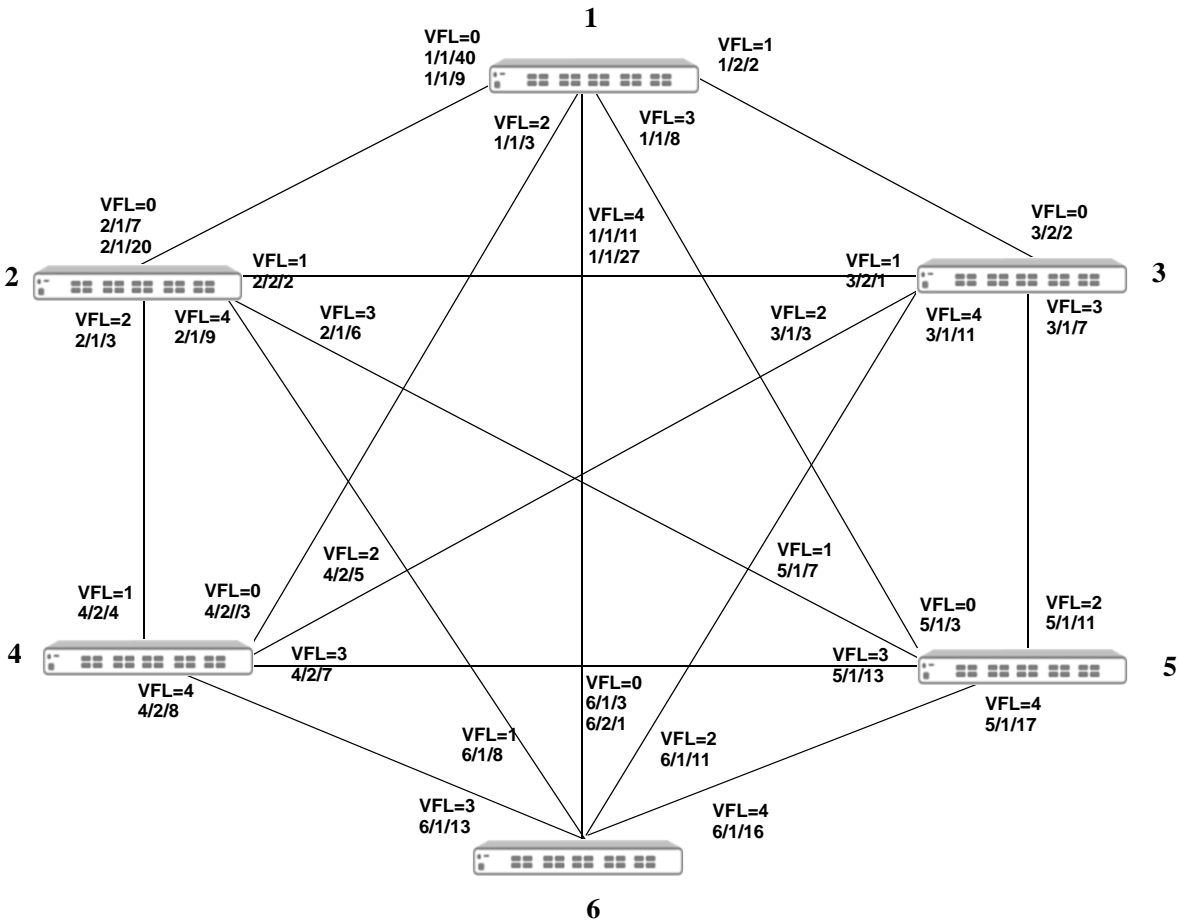 1
VFL=0
1/1/40
1/1/9
VFL=1
1/2/2
VFL=2
1/1/3
VFL=3
1/1/8
VFL=4
1/1/11
1/1/27
VFL=0
2/1/7
2/1/20
VFL=0
3/2/2
2
VFL=1
2/2/2
VFL=1
3/2/1
3
VFL=2
2/1/3
VFL=4
2/1/9
VFL=3
2/1/6
VFL=2
3/1/3
VFL=4
3/1/11
VFL=3
3/1/7
VFL=2
4/2/5
VFL=1
5/1/7
VFL=1
4/2/4
VFL=0
4/2//3
VFL=0
5/1/3
VFL=2
5/1/11
4
VFL=3
4/2/7
VFL=3
5/1/13
5
VFL=4
4/2/8
VFL=0
6/1/3
6/2/1
VFL=4
5/1/17
VFL=1
6/1/8
VFL=2
6/1/11
VFL=3
6/1/13
VFL=4
6/1/16
6